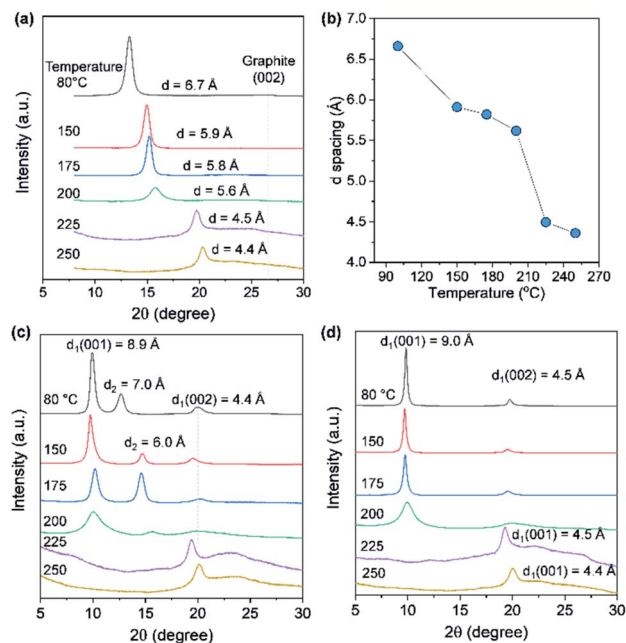 (a)
Temperature
80°C
150
175
200
225
250
d = 6.7 Å
d = 5.9 Å
d = 5.8 Å
d = 5.6 Å
d = 4.5 Å
d = 4.4 Å
Graphite
(002)
Intensity (a.u.)
5 10 15 20 25 30
2θ (degree)
(b)
d spacing (Å)
7.0
6.5
6.0
5.5
5.0
4.5
4.0
90 120 150 180 210 240 270
Temperature (°C)
(c)
d₁(001) = 8.9 Å
d₂ = 7.0 Å
d₁(002) = 4.4 Å
80 °C
d₂ = 6.0 Å
150
175
200
225
250
Intensity (a.u.)
5 10 15 20 25 30
2θ (degree)
(d)
d₁(001) = 9.0 Å
80 °C
d₁(002) = 4.5 Å
150
175
200
225
d₁(001) = 4.5 Å
250
d₁(001) = 4.4 Å
Intensity (a.u.)
5 10 15 20 25 30
2θ (degree)